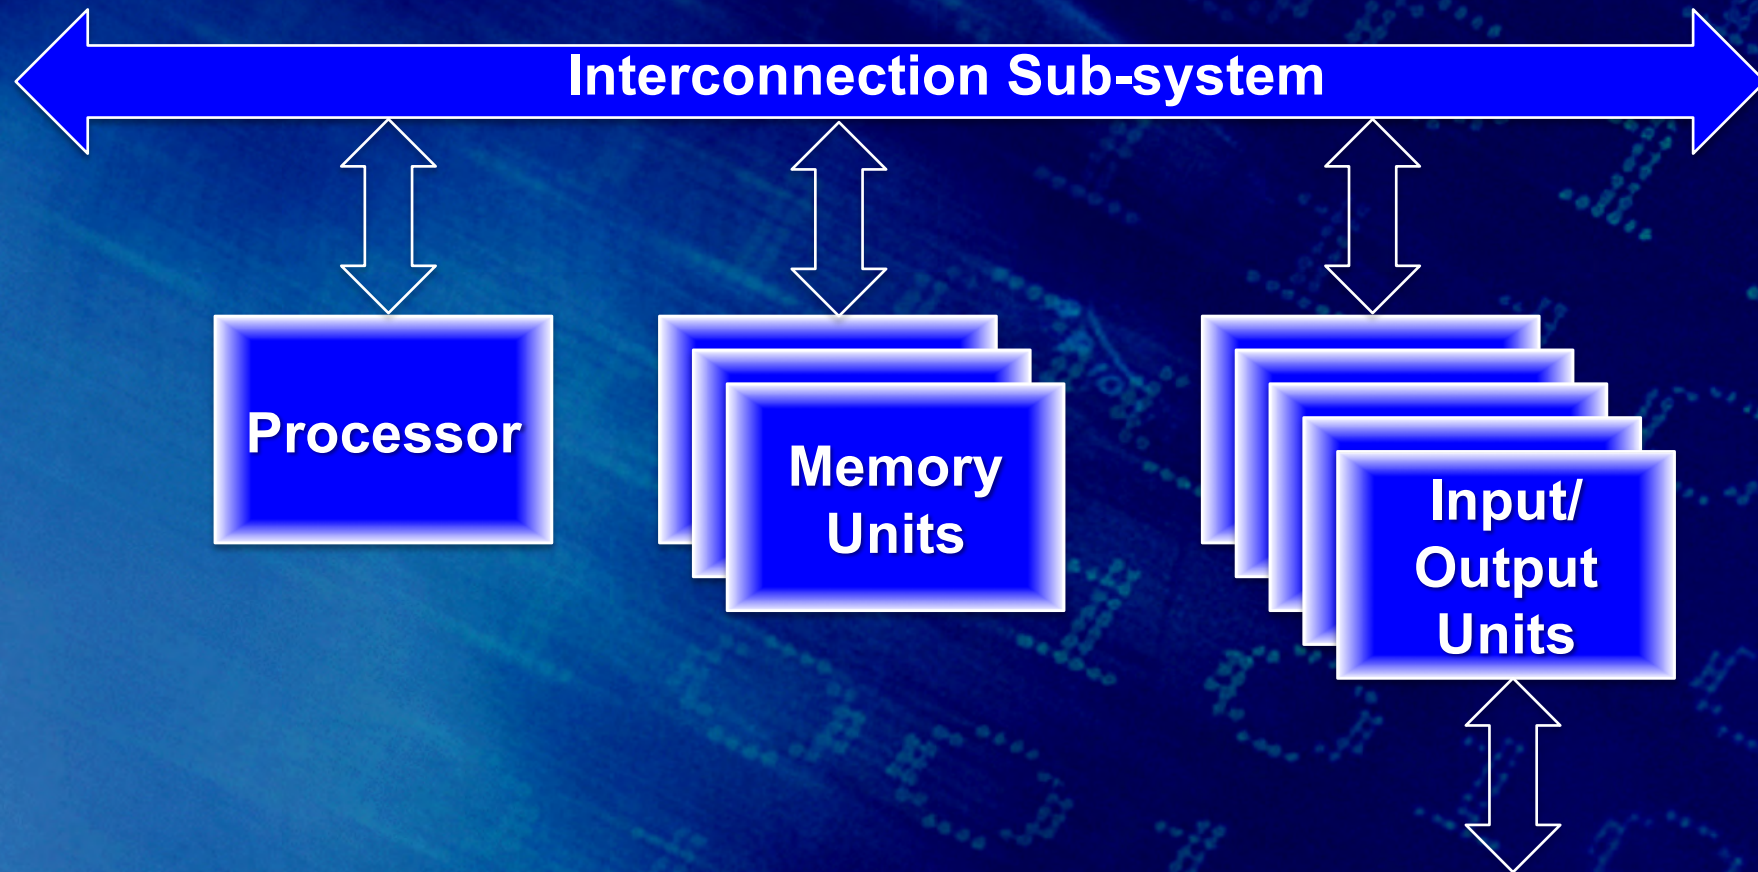 Interconnection Sub-system
Processor
Memory
Units
Input/
Output
Units